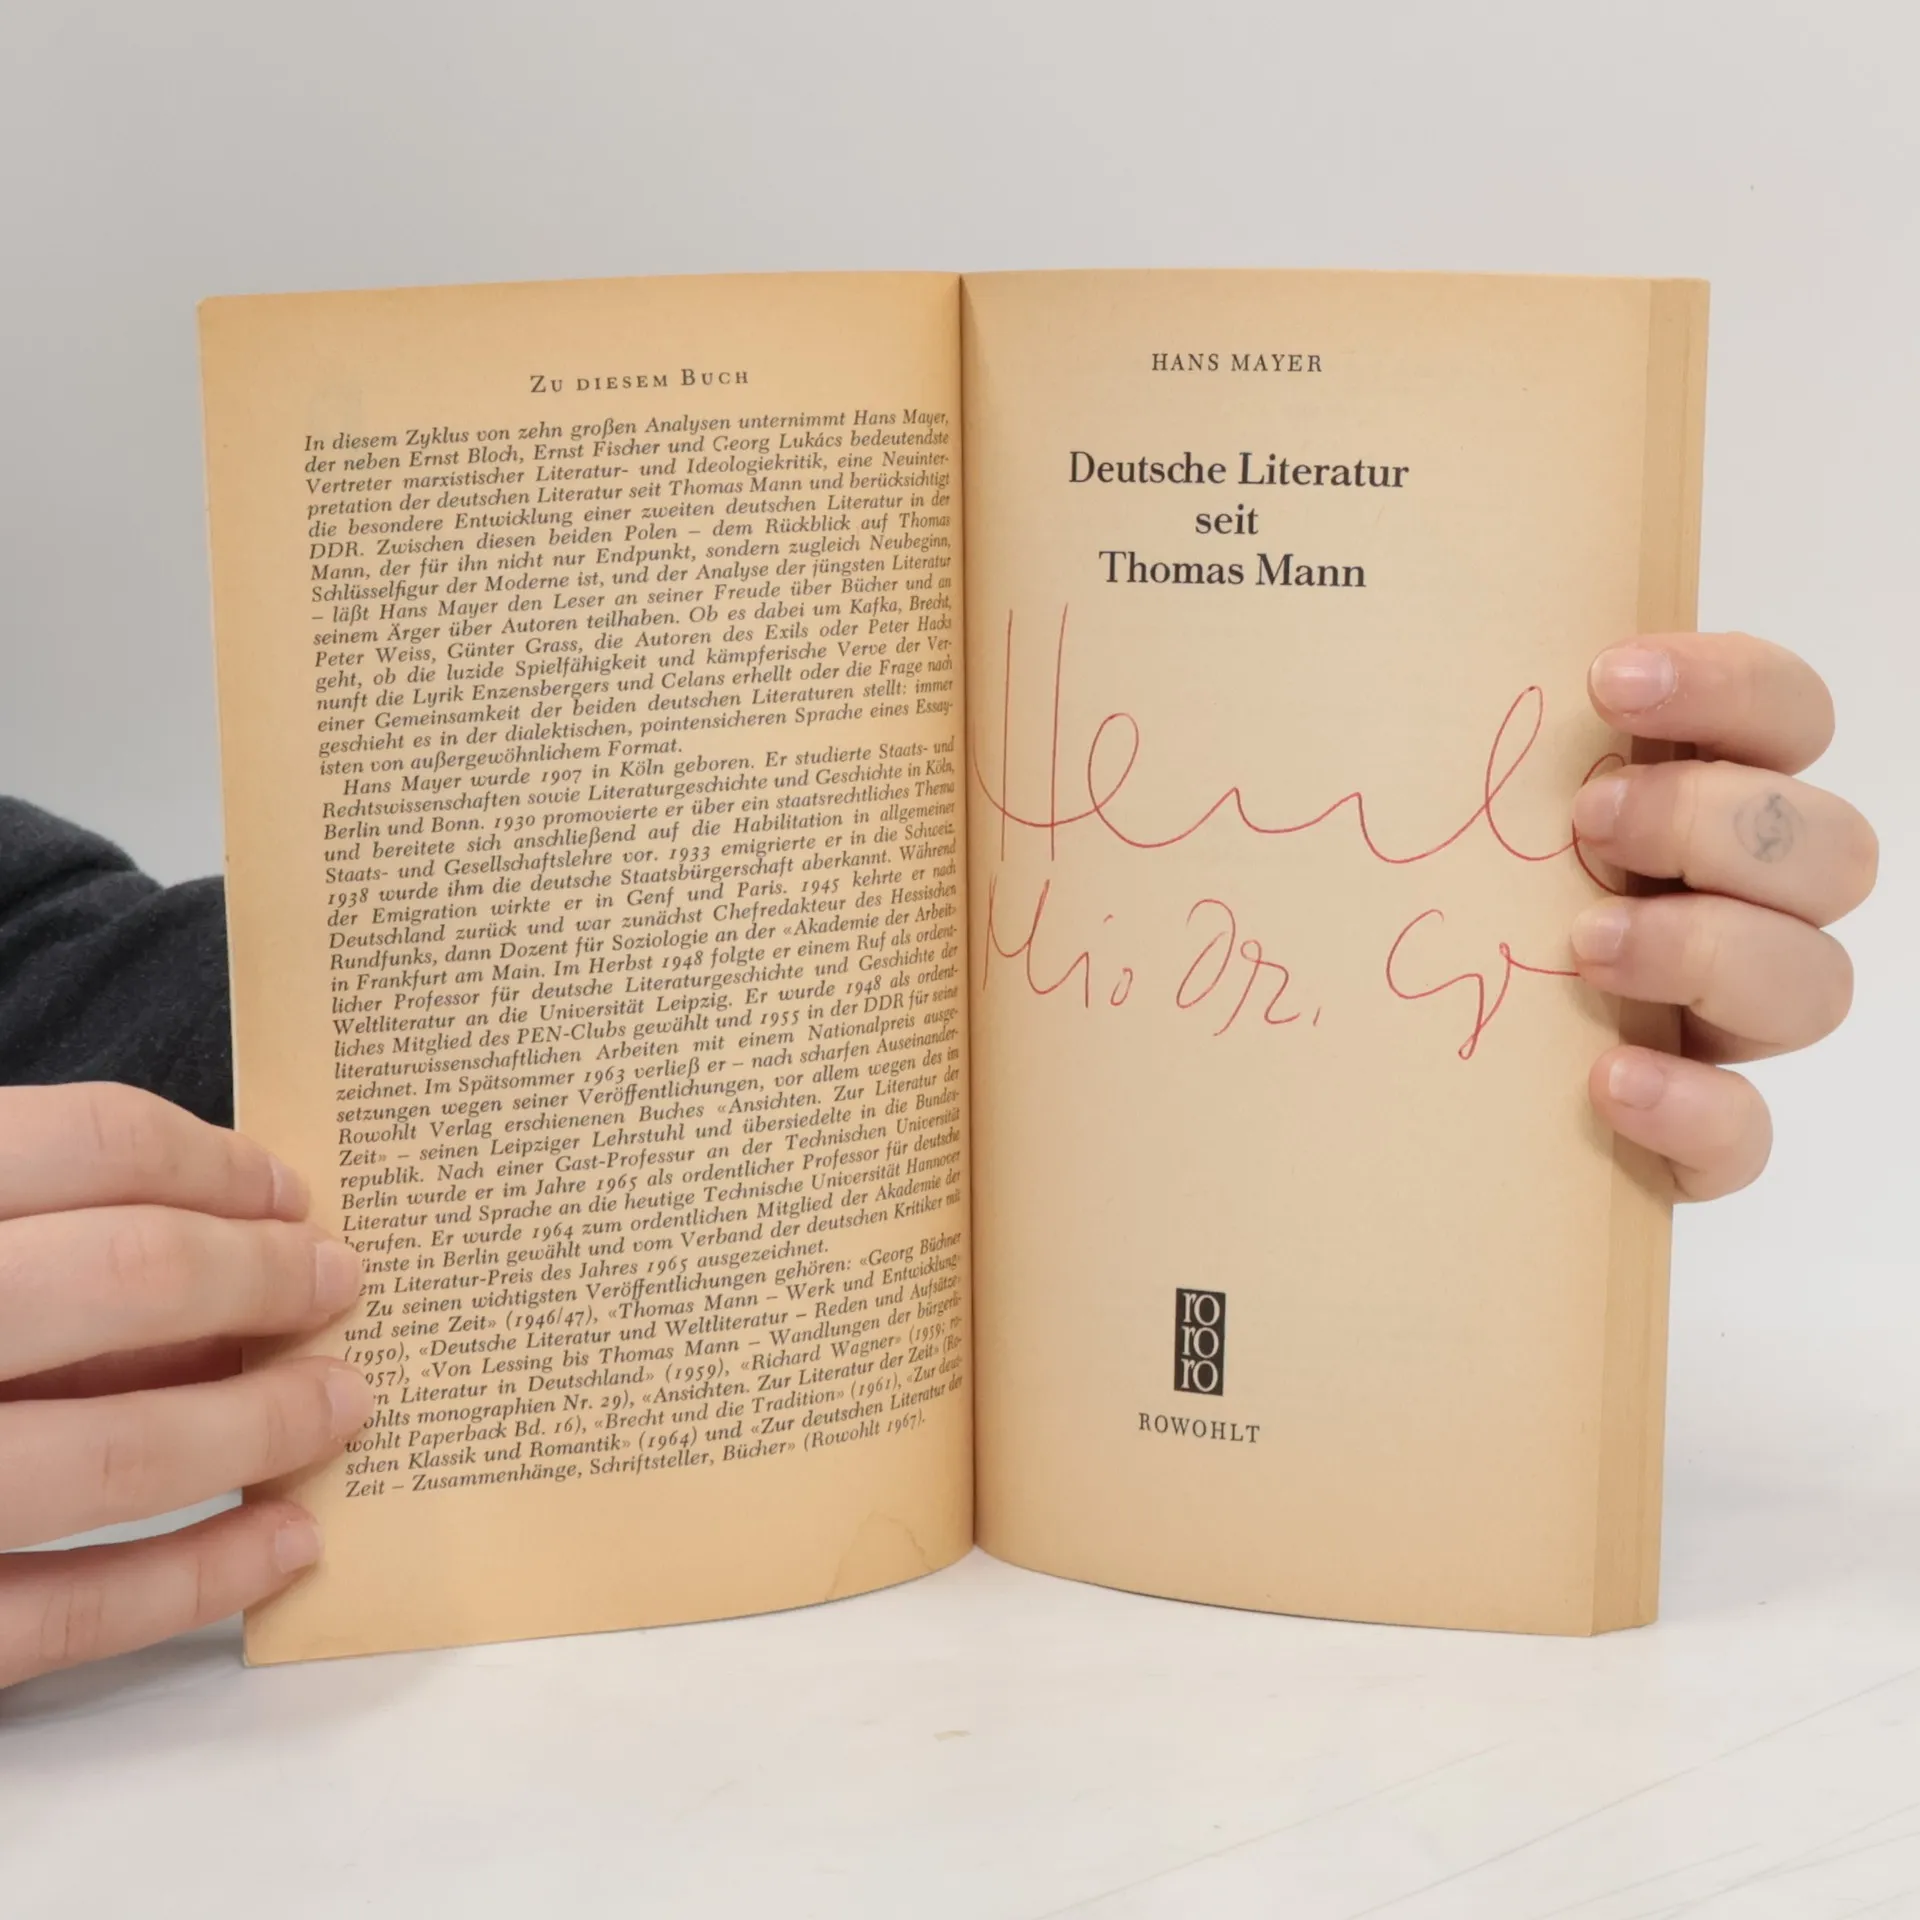 ZU DIESEM BUCH
In diesem Zyklus von zehn großen Analysen unternimmt Hans Mayer,
der neben Ernst Bloch, Ernst Fischer und Georg Lukács bedeutendste
Vertreter marxistischer Literatur- und Ideologiekritik, eine Neuinter-
pretation der deutschen Literatur seit Thomas Mann und berücksichtigt
die besondere Entwicklung einer zweiten deutschen Literatur in der
DDR. Zwischen diesen beiden Polen – dem Rückblick auf Thomas
Mann, der für ihn nicht nur Endpunkt, sondern zugleich Neubeginn,
Schlüsselfigur der Moderne ist, und der Analyse der jüngsten Literatur
– läßt Hans Mayer den Leser an seiner Freude über Bücher und an
seinem Ärger über Autoren teilhaben. Ob es dabei um Kafka, Brecht,
Peter Weiss, Günter Grass, die Autoren des Exils oder Peter Hacks
geht, ob die luzide Spielfähigkeit und kämpferische Verve der Ver-
nunft die Lyrik Enzensbergers und Celans erhellt oder die Frage nach
einer Gemeinsamkeit der beiden deutschen Literaturen stellt: immer
geschieht es in der dialektischen, pointensicheren Sprache eines Essay-
isten von außergewöhnlichem Format.
Hans Mayer wurde 1907 in Köln geboren. Er studierte Staats- und
Rechtswissenschaften sowie Literaturgeschichte und Geschichte in Köln,
Berlin und Bonn. 1930 promovierte er über ein staatsrechtliches Thema
und bereitete sich anschließend auf die Habilitation in allgemeiner
Staats- und Gesellschaftslehre vor. 1933 emigrierte er in die Schweiz.
1938 wurde ihm die deutsche Staatsbürgerschaft aberkannt. Während
der Emigration wirkte er in Genf und Paris. 1945 kehrte er nach
Deutschland zurück und war zunächst Chefredakteur des Hessischen
Rundfunks, dann Dozent für Soziologie an der «Akademie der Arbeit»
in Frankfurt am Main. Im Herbst 1948 folgte er einem Ruf als ordent-
licher Professor für deutsche Literaturgeschichte und Geschichte der
Weltliteratur an die Universität Leipzig. Er wurde 1948 als ordent-
liches Mitglied des PEN-Clubs gewählt und 1955 in der DDR für seine
literaturwissenschaftlichen Arbeiten mit einem Nationalpreis ausge-
zeichnet. Im Spätsommer 1963 verließ er – nach scharfen Auseinander-
setzungen wegen seiner Veröffentlichungen, vor allem wegen des im
Rowohlt Verlag erschienenen Buches «Ansichten. Zur Literatur der
Zeit» – seinen Leipziger Lehrstuhl und übersiedelte in die Bundes-
republik. Nach einer Gast-Professur an der Technischen Universität
Berlin wurde er im Jahre 1965 als ordentlicher Professor für deutsche
Literatur und Sprache an die heutige Technische Universität Hannover
berufen. Er wurde 1964 zum ordentlichen Mitglied der Akademie der
ünste in Berlin gewählt und vom Verband der deutschen Kritiker mit
em Literatur-Preis des Jahres 1965 ausgezeichnet.
Zu seinen wichtigsten Veröffentlichungen gehören: «Georg Büchner
und seine Zeit» (1946/47), «Thomas Mann – Werk und Entwicklung»
(1950), «Deutsche Literatur und Weltliteratur – Reden und Aufsätze»
957), «Von Lessing bis Thomas Mann – Wandlungen der bürgerli-
n Literatur in Deutschland» (1959), «Richard Wagner» (1959; ro-
ohlts monographien Nr. 29), «Ansichten. Zur Literatur der Zeit» (Ro-
wohlt Paperback Bd. 16), «Brecht und die Tradition» (1961), «Zur deut-
schen Klassik und Romantik» (1964) und «Zur deutschen Literatur der
Zeit – Zusammenhänge, Schriftsteller, Bücher» (Rowohlt 1967).
HANS MAYER
Deutsche Literatur
seit
Thomas Mann
ro
ro
ro
ROWOHLT